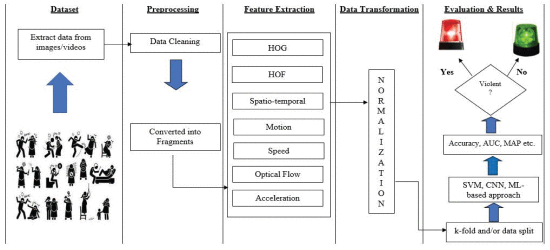 Dataset
Preprocessing
Feature Extraction
Data Transformation
Evaluation & Results
Extract data from
images/videos
Data Cleaning
Converted into
Fragments
HOG
HOF
Spatio-temporal
Motion
Speed
Optical Flow
Acceleration
NORMALIZATION
Yes
No
Violent
?
Accuracy, AUC, MAP etc.
SVM, CNN, ML-
based approach
k-fold and/or data split